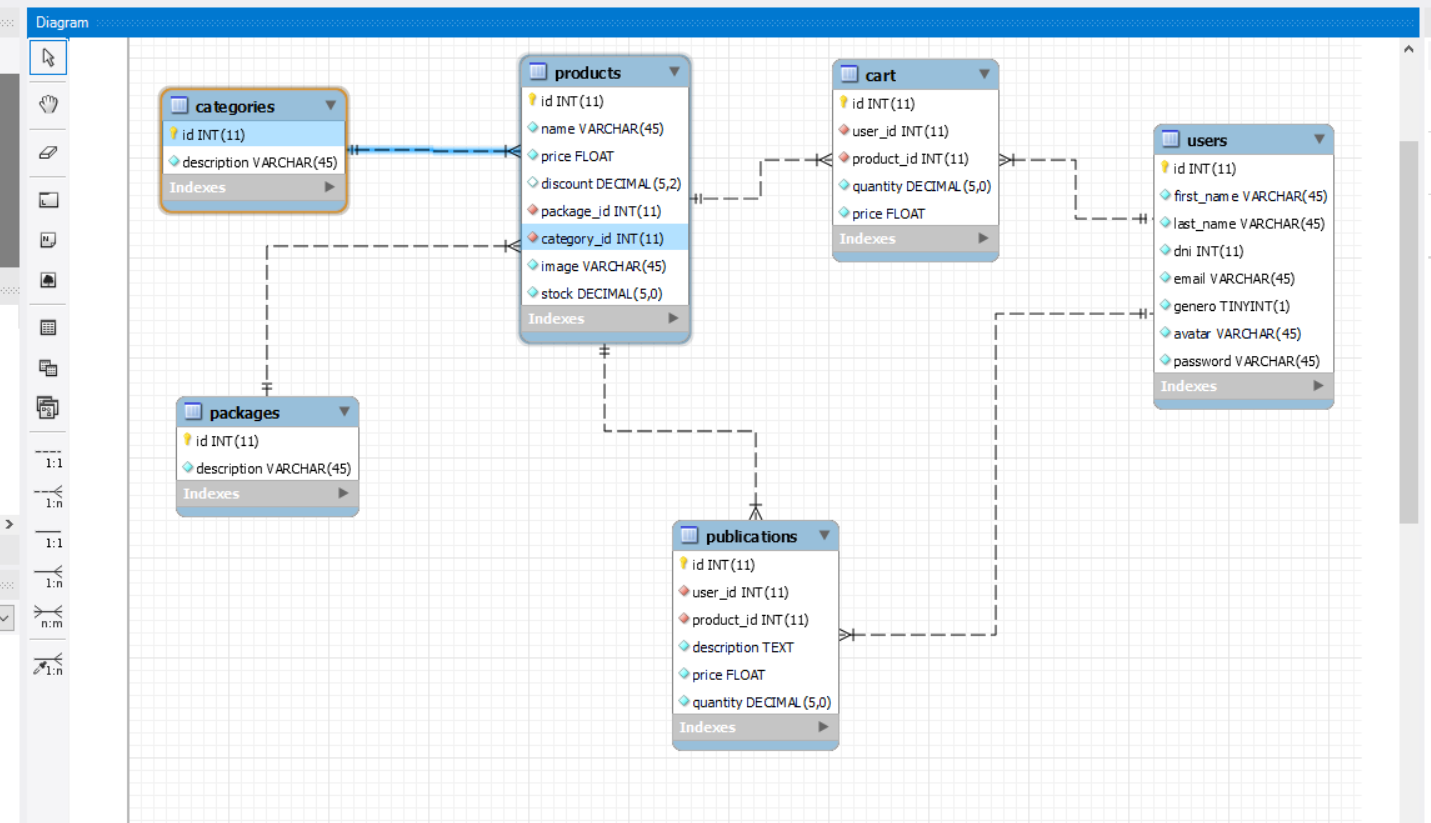 Diagram
categories
id INT(11)
description VARCHAR(45)
Indexes
products
id INT(11)
name VARCHAR(45)
price FLOAT
discount DECIMAL(5,2)
package_id INT(11)
category_id INT(11)
image VARCHAR(45)
stock DECIMAL(5,0)
Indexes
cart
id INT(11)
user_id INT(11)
product_id INT(11)
quantity DECIMAL(5,0)
price FLOAT
Indexes
users
id INT(11)
first_name VARCHAR(45)
last_name VARCHAR(45)
dni INT(11)
email VARCHAR(45)
genero TINYINT(1)
avatar VARCHAR(45)
password VARCHAR(45)
Indexes
packages
id INT(11)
description VARCHAR(45)
Indexes
publications
id INT(11)
user_id INT(11)
product_id INT(11)
description TEXT
price FLOAT
quantity DECIMAL(5,0)
Indexes
1:1
1:n
1:1
1:n
n:m
1:n